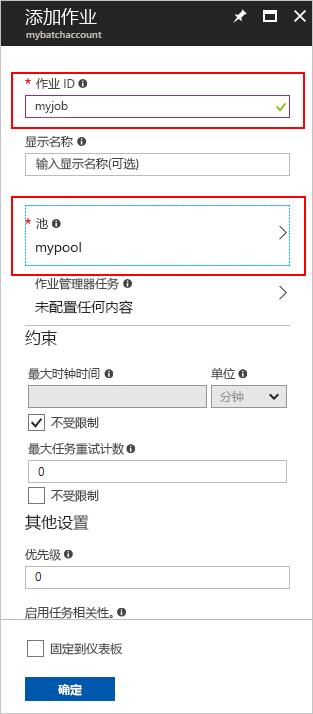 添加作业
mybatchaccount
* 作业 ID
myjob
显示名称
输入显示名称(可选)
* 池
mypool
作业管理器任务
未配置任何内容
约束
最大时钟时间 单位
分钟
不受限制
最大任务重试计数
0
不受限制
其他设置
优先级
0
启用任务相关性。
固定到仪表板
确定